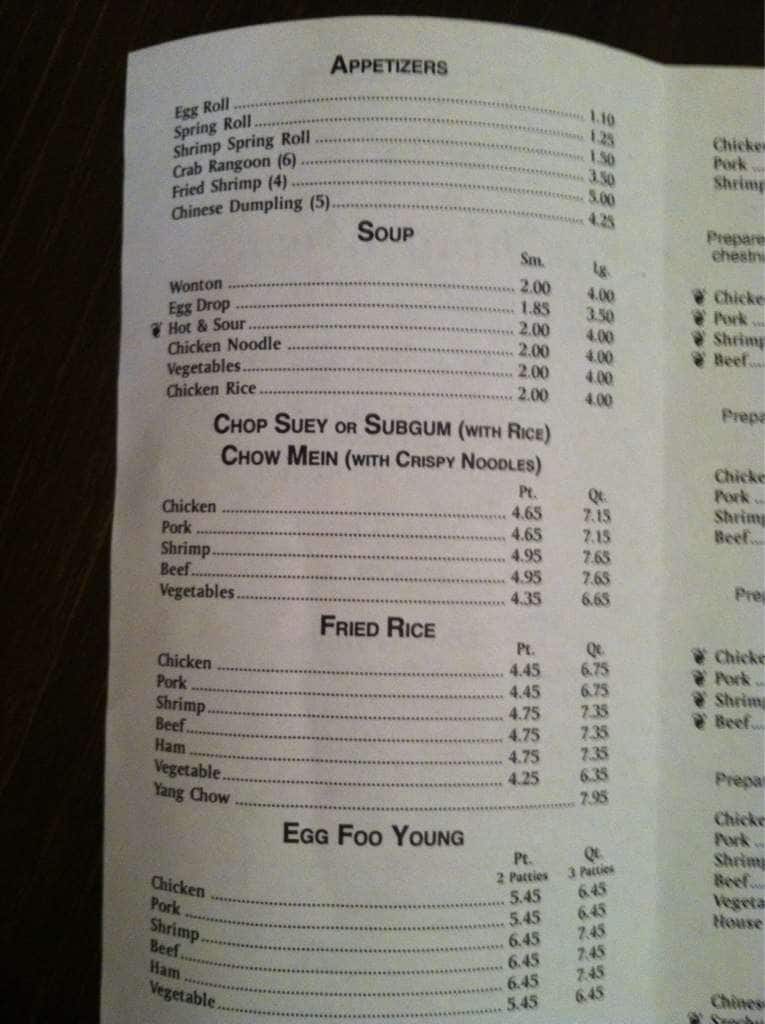 APPETIZERS
Egg Roll 1.10
Spring Roll 1.25
Shrimp Spring Roll 1.50
Crab Rangoon (6) 3.50
Fried Shrimp (4) 5.00
Chinese Dumpling (5) 4.25
SOUP
Sm. Lg.
Wonton 2.00 4.00
Egg Drop 1.85 3.50
Hot & Sour 2.00 4.00
Chicken Noodle 2.00 4.00
Vegetables 2.00 4.00
Chicken Rice 2.00 4.00
CHOP SUEY OR SUBGUM (WITH RICE)
CHOW MEIN (WITH CRISPY NOODLES)
Pt. Qt.
Chicken 4.65 7.15
Pork 4.65 7.15
Shrimp 4.95 7.65
Beef 4.95 7.65
Vegetables 4.35 6.65
FRIED RICE
Pt. Qt.
Chicken 4.45 6.75
Pork 4.45 6.75
Shrimp 4.75 7.35
Beef 4.75 7.35
Ham 4.75 7.35
Vegetable 4.25 6.35
Yang Chow 7.95
EGG FOO YOUNG
Pt. Qt.
2 Patties 3 Patties
Chicken 5.45 6.45
Pork 5.45 6.45
Shrimp 6.45 7.45
Beef 6.45 7.45
Ham 6.45 7.45
Vegetable 5.45 6.45
Chicke
Pork
Shrimp
Prepare
chestnu
Chicke
Pork
Shrimp
Beef
Prepa
Chicke
Pork
Shrimp
Beef
Prep
Chicke
Pork
Shrimp
Beef
Prepa
Chicke
Pork
Shrimp
Beef
Vegeta
House
Chines